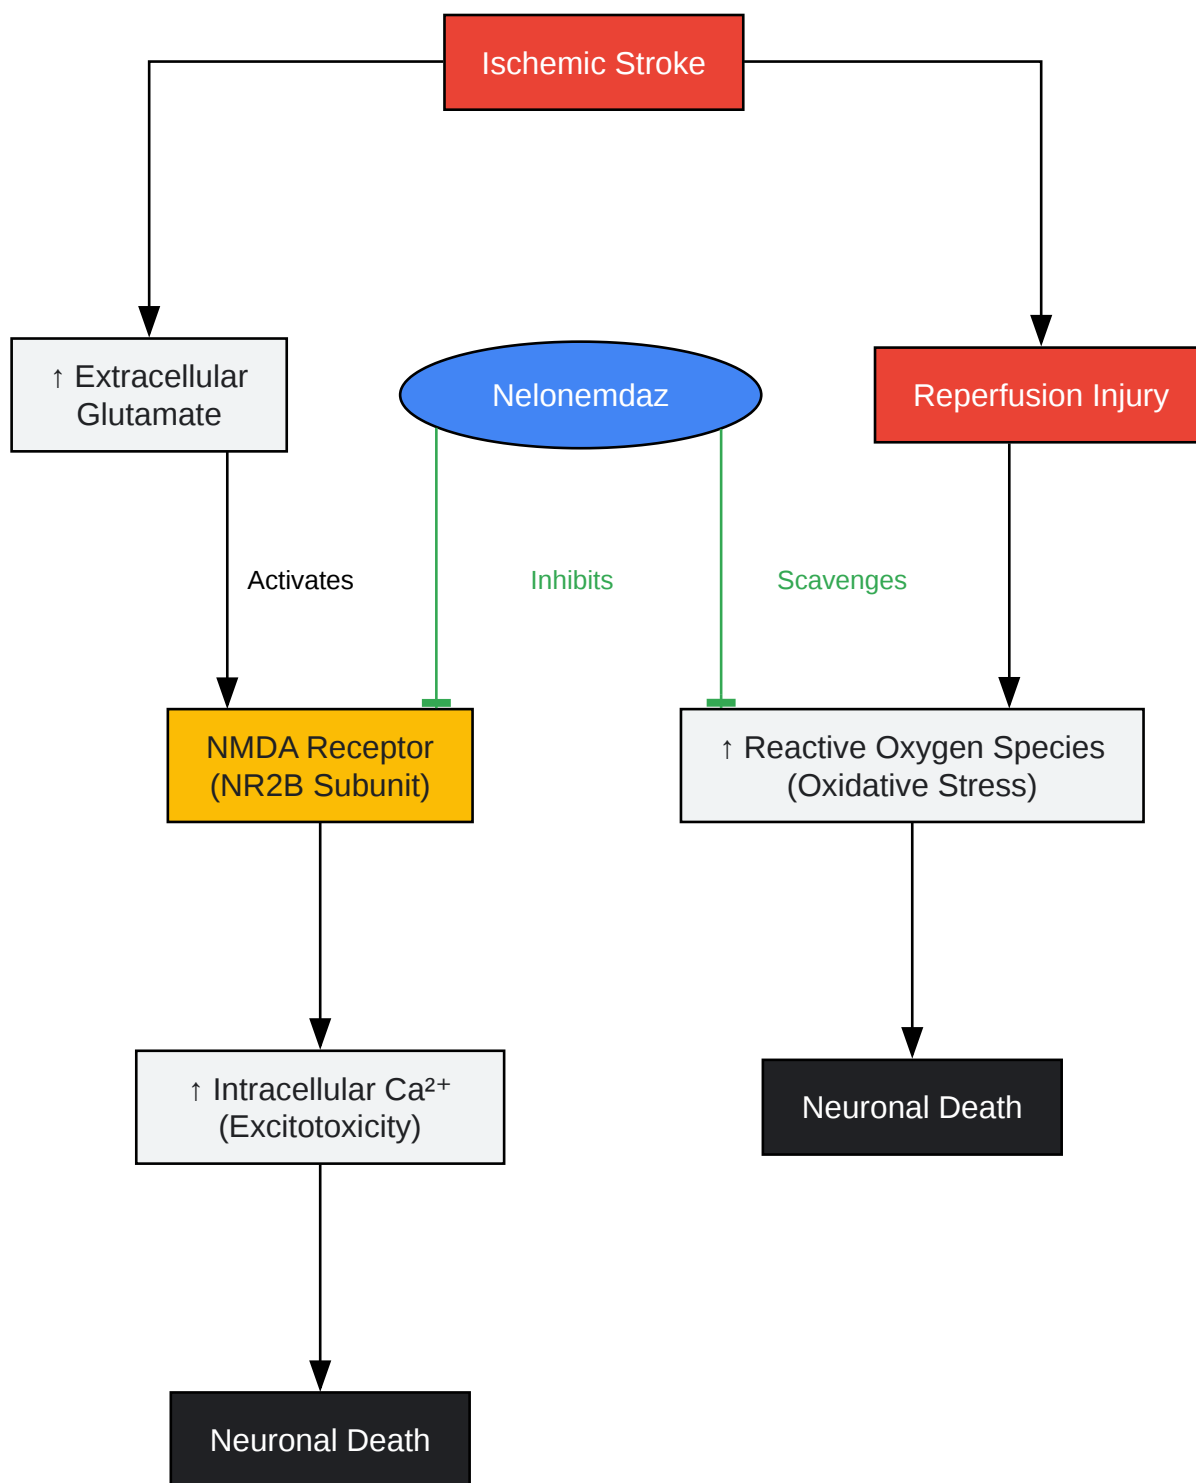 Ischemic Stroke
↑ Extracellular
Glutamate
Nelonemdaz
Reperfusion Injury
Activates
Inhibits
Scavenges
NMDA Receptor
(NR2B Subunit)
↑ Reactive Oxygen Species
(Oxidative Stress)
↑ Intracellular Ca²⁺
(Excitotoxicity)
Neuronal Death
Neuronal Death